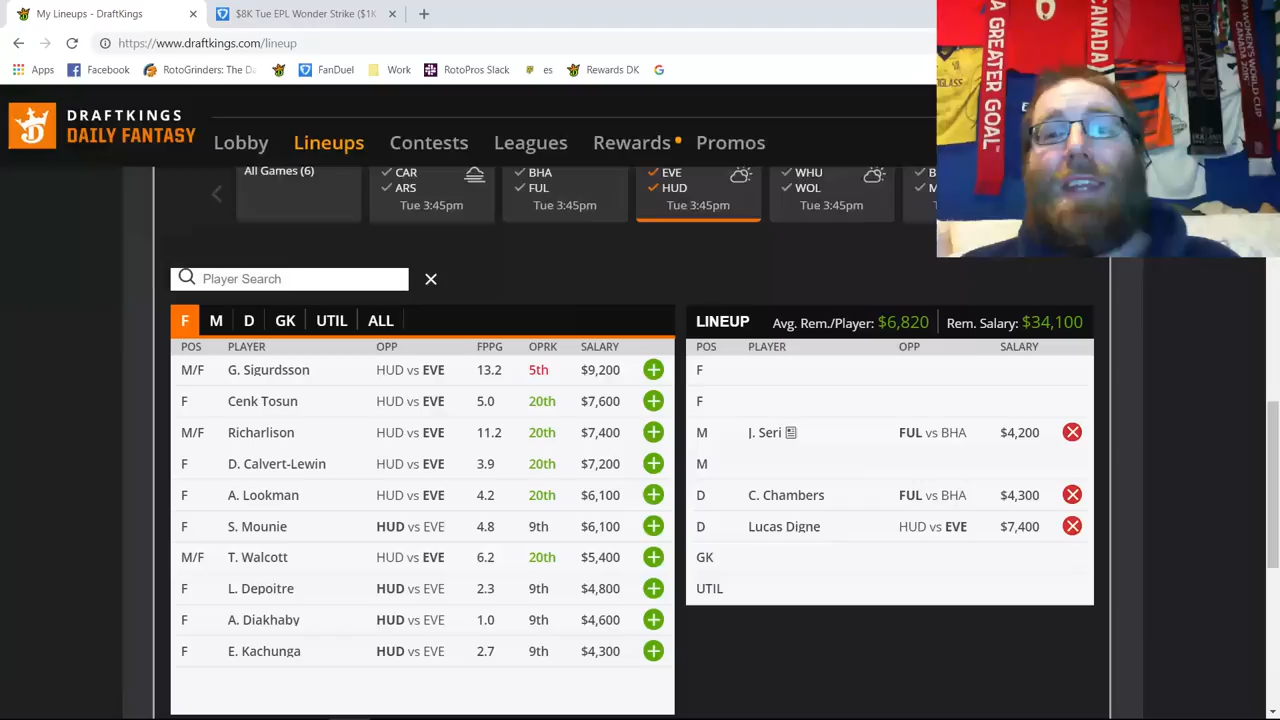 My Lineups - DraftKings
$8K Tue EPL Wonder Strike ($1K
https://www.draftkings.com/lineup
Apps Facebook RotoGrinders: The D FanDuel RotoPros Slack Rewards D
DRAFTKINGS
DAILY FANTASY
Lobby Lineups Contests eagues Rewards Promos
All Games (6)
CAR
ARS
Tue 3:45pm
BHA
FUL
Tue 3:45pm
EVE
HUD
Tue 3:45pm
WHU
WOL
Tue 3:45pm
B
M
Tue
Player Search
F M D GK UTIL ALL
POS PLAYER OPP FPPG OPRK SALARY
M/F G. Sigurdsson HUD vs EVE 13.2 5th $9,200
F Cenk Tosun HUD vs EVE 5.0 20th $7,600
M/F Richarlison HUD vs EVE 11.2 20th $7,400
F D. Calvert-Lewin HUD vs EVE 3.9 20th $7,200
F A. Lookman HUD vs EVE 4.2 20th $6,100
F S. Mounie HUD vs EVE 4.8 9th $6,100
M/F T. Walcott HUD vs EVE 6.2 20th $5,400
F L. Depoitre HUD vs EVE 2.3 9th $4,800
F A. Diakhaby HUD vs EVE 1.0 9th $4,600
F E. Kachunga HUD vs EVE 2.7 9th $4,300
LINEUP Avg. Rem./Player: $6,820 Rem. Salary: $34,100
POS PLAYER OPP SALARY
F
F
M J. Seri FUL vs BHA $4,200
M
D C. Chambers FUL vs BHA $4,300
D Lucas Digne HUD vs EVE $7,400
GK
UTIL
A GREATER GOAL
CANADA
HOLLAND
FIFA WOMEN'S WORLD CUP
CANADA 2015